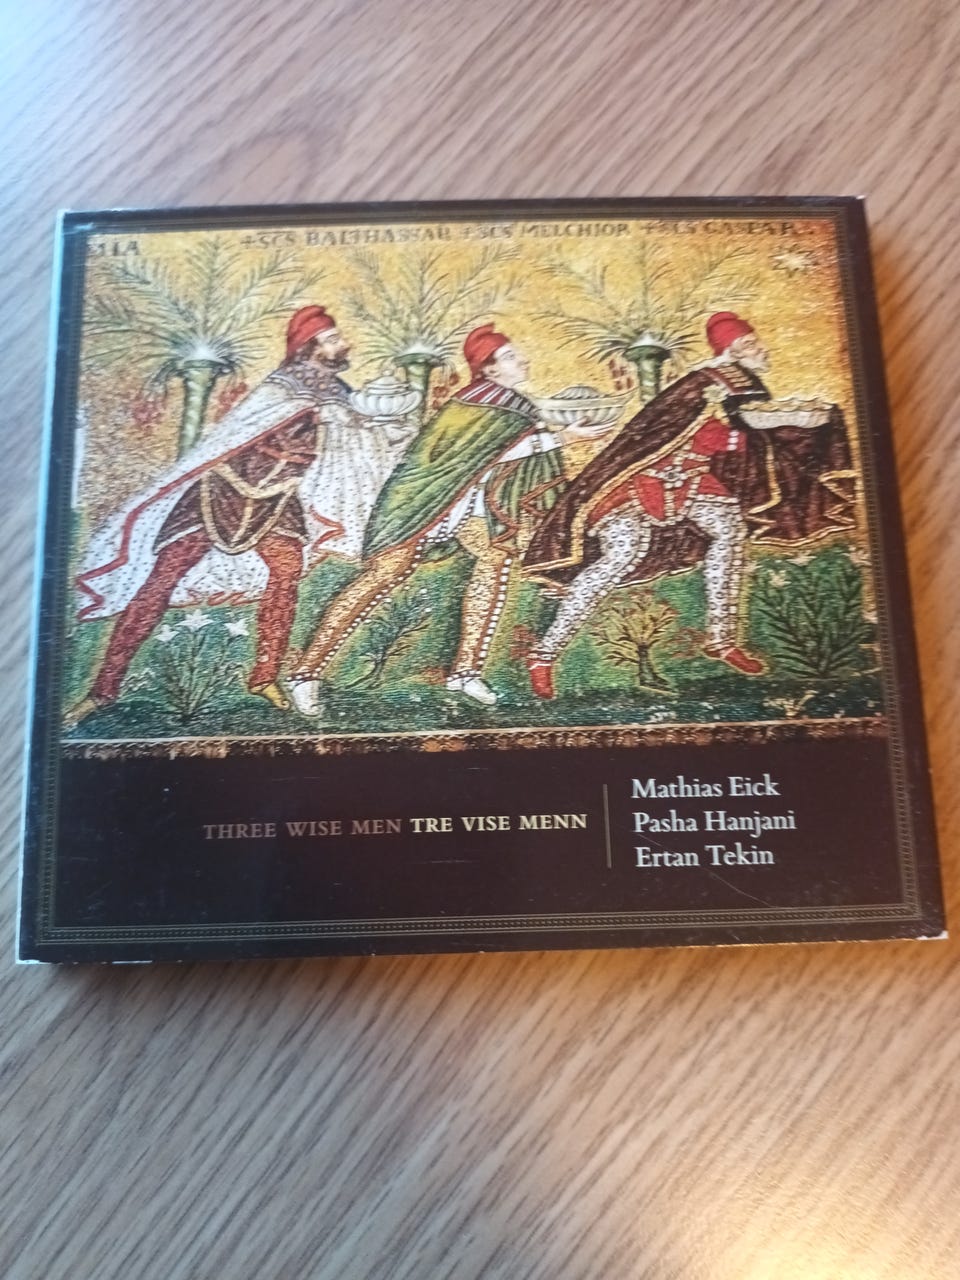 +SCS BALTHASSAR +SCS MELCHIOR +SCS GASPAR
THREE WISE MEN TRE VISE MENN
Mathias Eick
Pasha Hanjani
Ertan Tekin